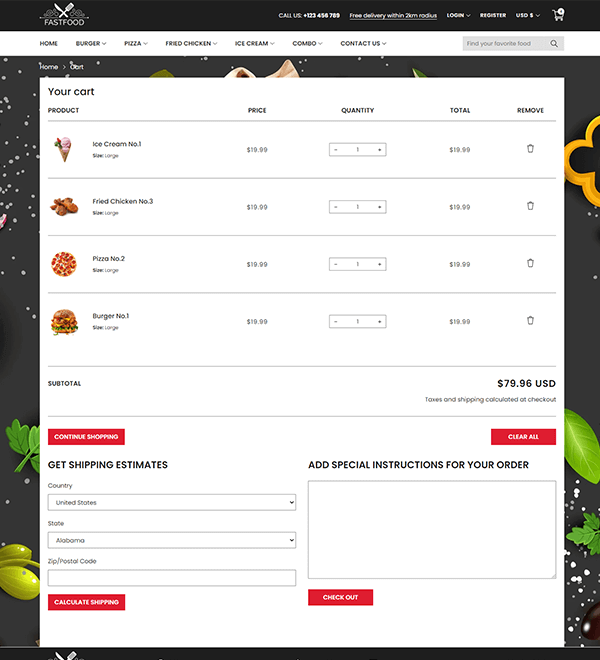 FASTFOOD
CALL US: +123 456 789 Free delivery within 2km radius LOGIN REGISTER USD $ 4
HOME BURGER PIZZA FRIED CHICKEN ICE CREAM COMBO CONTACT US Find your favorite food
Home > Cart
Your cart
PRODUCT PRICE QUANTITY TOTAL REMOVE
Ice Cream No.1
Size: Large
$19.99 - 1 + $19.99
Fried Chicken No.3
Size: Large
$19.99 - 1 + $19.99
Pizza No.2
Size: Large
$19.99 - 1 + $19.99
Burger No.1
Size: Large
$19.99 - 1 + $19.99
SUBTOTAL $79.96 USD
Taxes and shipping calculated at checkout
CONTINUE SHOPPING CLEAR ALL
GET SHIPPING ESTIMATES
Country
United States
State
Alabama
Zip/Postal Code
CALCULATE SHIPPING
ADD SPECIAL INSTRUCTIONS FOR YOUR ORDER
CHECK OUT